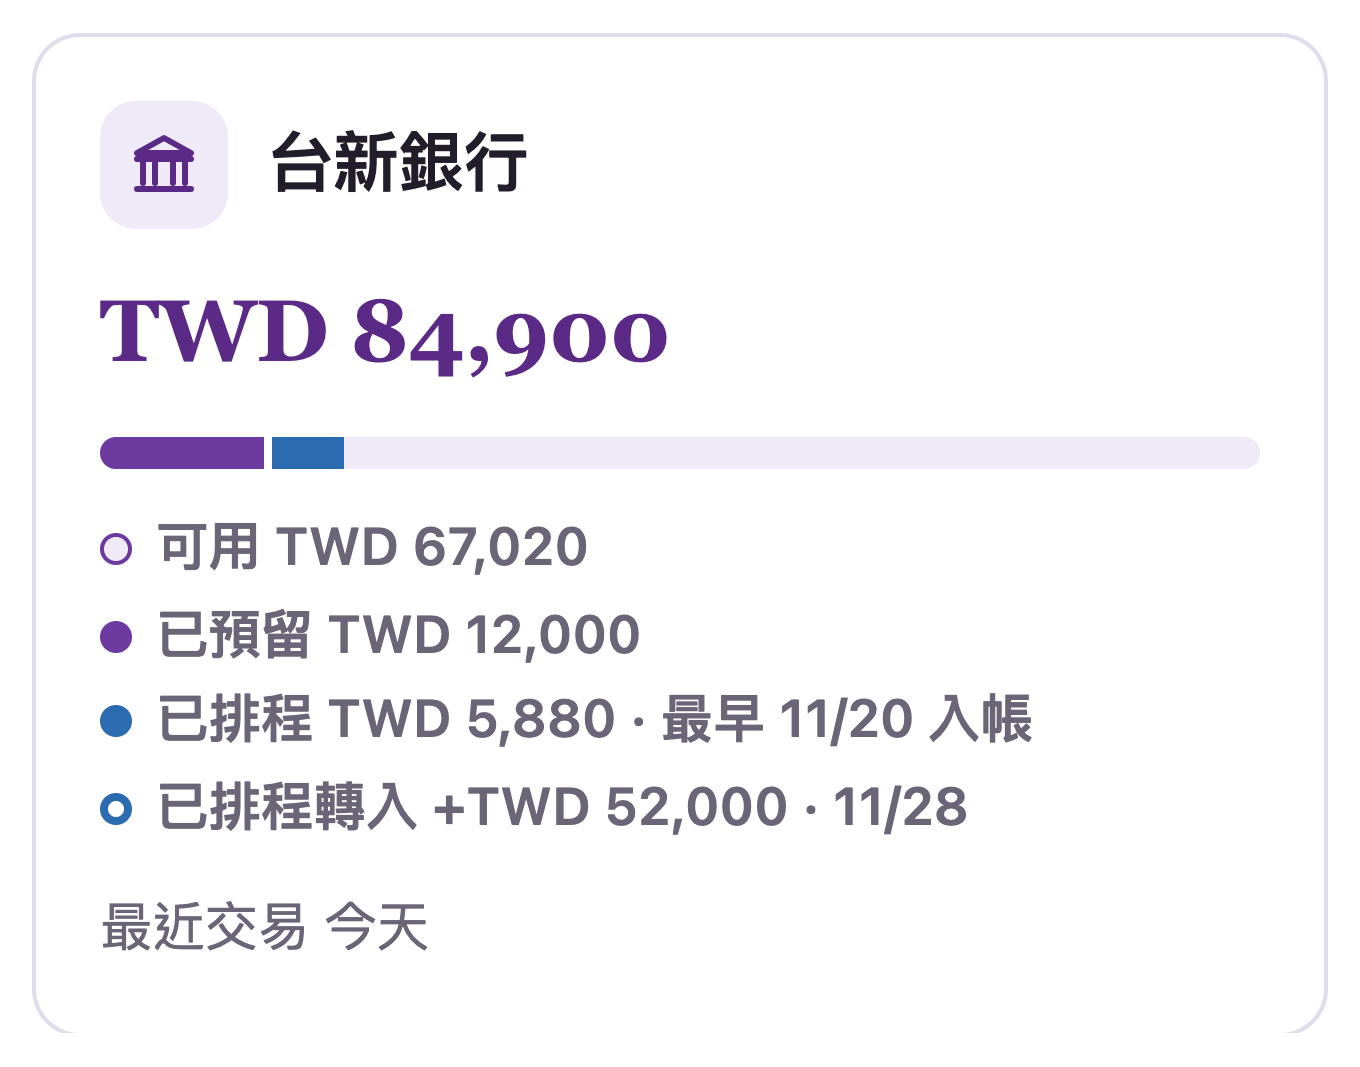 台新銀行
TWD 84,900
可用 TWD 67,020
已預留 TWD 12,000
已排程 TWD 5,880 · 最早 11/20 入帳
已排程轉入 +TWD 52,000 · 11/28
最近交易 今天